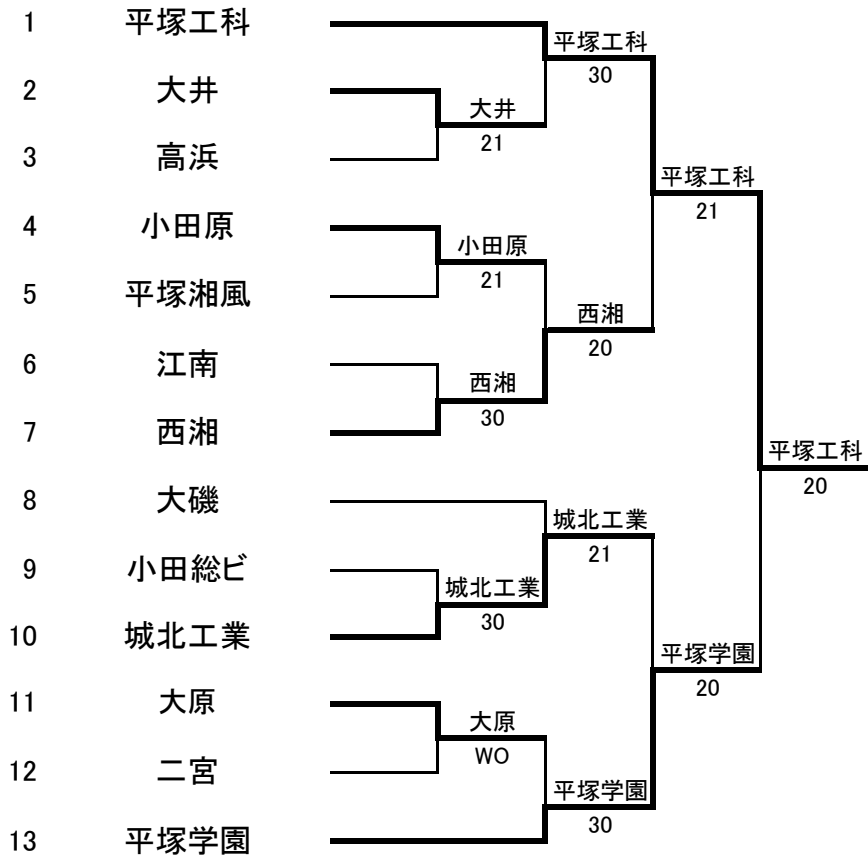 1 平塚工科
平塚工科
30
2 大井
大井
21
3 高浜
平塚工科
21
4 小田原
小田原
21
5 平塚湘風
西湘
20
6 江南
西湘
30
7 西湘
平塚工科
20
8 大磯
城北工業
21
9 小田総ビ
城北工業
30
10 城北工業
平塚学園
20
11 大原
大原
WO
12 二宮
平塚学園
30
13 平塚学園